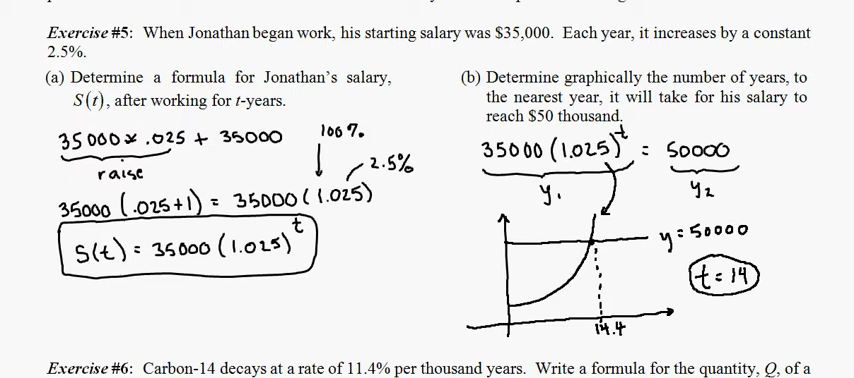 Exercise #5: When Jonathan began work, his starting salary was $35,000. Each year, it increases by a constant
2.5%.
(a) Determine a formula for Jonathan's salary,
S(t), after working for t-years.
35000 × .025 + 35000
raise
100%
2.5%
35000 (.025+1) = 35000 (1.025)
S(t) = 35000 (1.025)^t
(b) Determine graphically the number of years, to
the nearest year, it will take for his salary to
reach $50 thousand.
35000 (1.025)^t = 50000
y₁
y₂
y = 50000
t = 14
14.4
Exercise #6: Carbon-14 decays at a rate of 11.4% per thousand years. Write a formula for the quantity, Q, of a